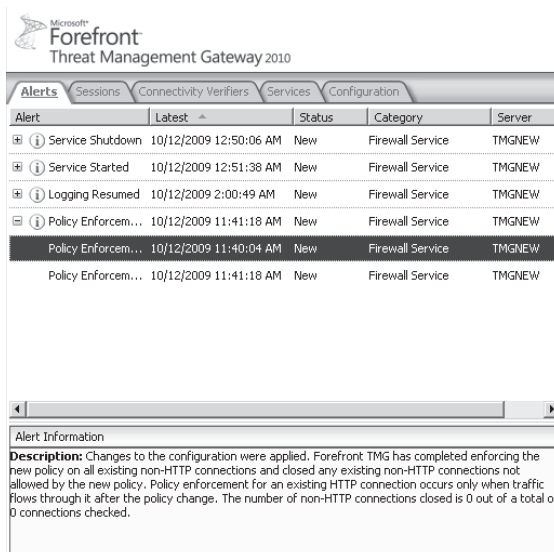 Microsoft®
Forefront
Threat Management Gateway 2010
Alerts Sessions Connectivity Verifiers Services Configuration
Alert Latest Status Category Server
Service Shutdown 10/12/2009 12:50:06 AM New Firewall Service TMGNEW
Service Started 10/12/2009 12:51:38 AM New Firewall Service TMGNEW
Logging Resumed 10/12/2009 2:00:49 AM New Firewall Service TMGNEW
Policy Enforcem... 10/12/2009 11:41:18 AM New Firewall Service TMGNEW
Policy Enforcem... 10/12/2009 11:40:04 AM New Firewall Service TMGNEW
Policy Enforcem... 10/12/2009 11:41:18 AM New Firewall Service TMGNEW
Alert Information
Description: Changes to the configuration were applied. Forefront TMG has completed enforcing the
new policy on all existing non-HTTP connections and closed any existing non-HTTP connections not
allowed by the new policy. Policy enforcement for an existing HTTP connection occurs only when traffic
flows through it after the policy change. The number of non-HTTP connections closed is 0 out of a total o
0 connections checked.